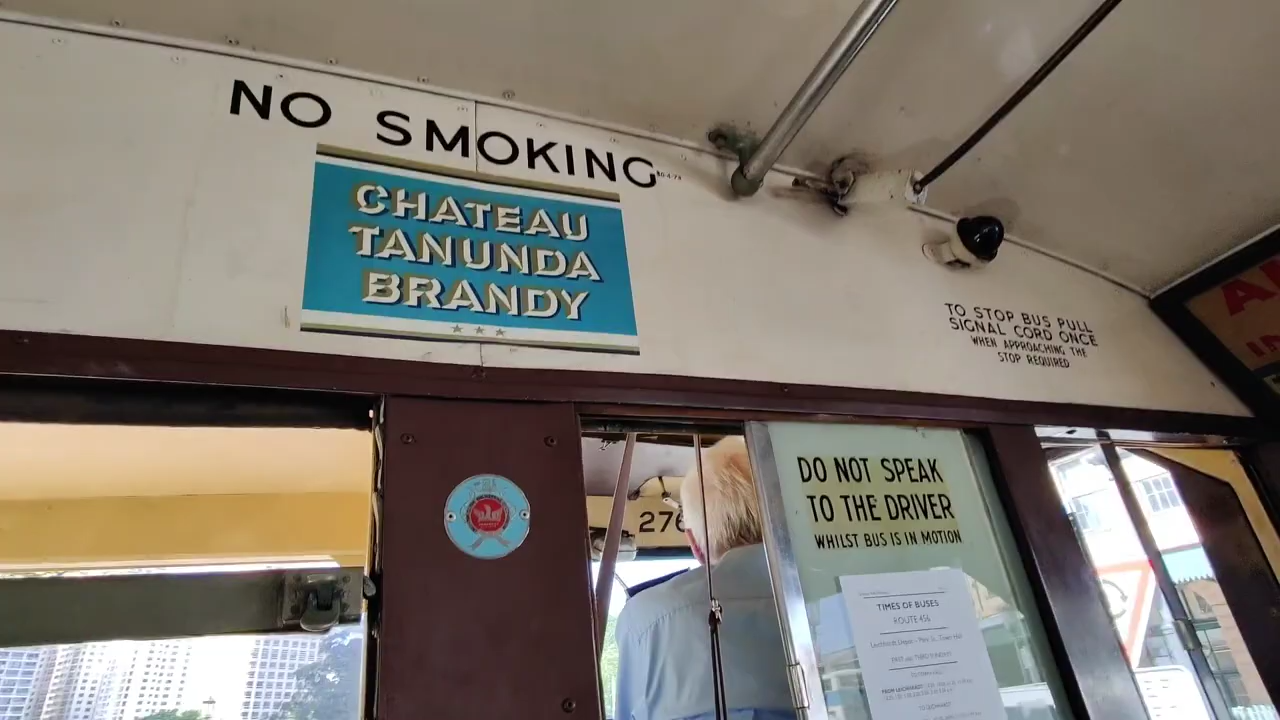 NO SMOKING
CHATEAU
TANUNDA
BRANDY
TO STOP BUS PULL
SIGNAL CORD ONCE
WHEN APPROACHING THE
STOP REQUIRED
276
DO NOT SPEAK
TO THE DRIVER
WHILST BUS IS IN MOTION
TIMES OF BUSES
ROUTE 456